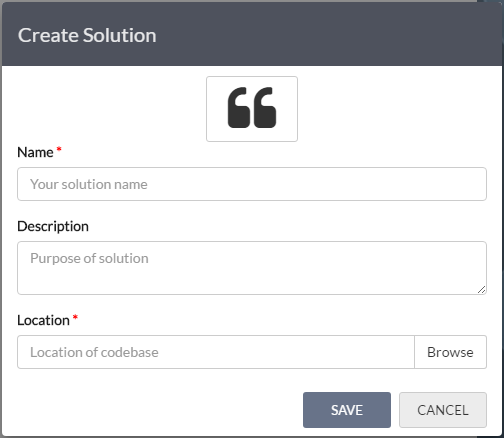 Create Solution
Name *
Your solution name
Description
Purpose of solution
Location *
Location of codebase
Browse
SAVE
CANCEL